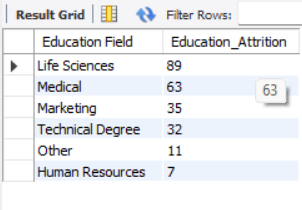 Result Grid Filter Rows:
Education Field Education_Attrition
Life Sciences 89
Medical 63
63
Marketing 35
Technical Degree 32
Other 11
Human Resources 7